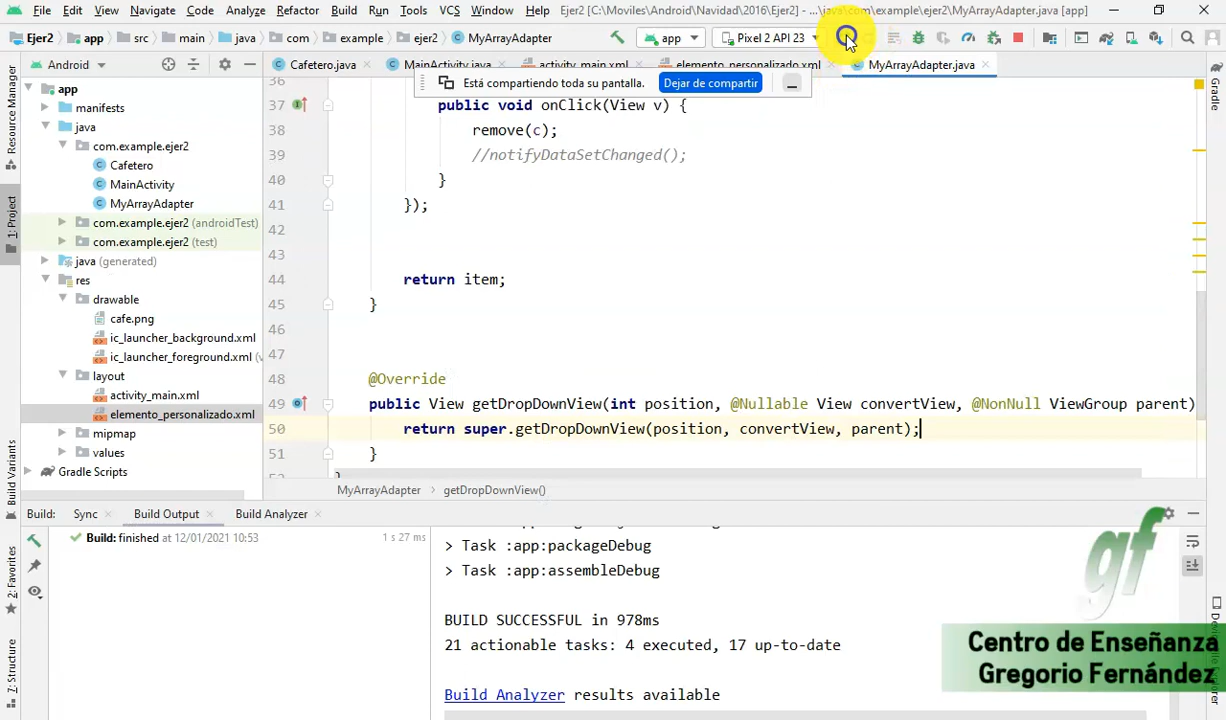 File Edit View Navigate Code Analyze Refactor Build Run Tools VCS Window Help Ejer2 [C:\Moviles\Android\Navidad\2016\Ejer2] - ...\java\com\example\ejer2\MyArrayAdapter.java [app]
Ejer2 app src main java com example ejer2 MyArrayAdapter app Pixel 2 API 23
Android Cafetero.java MainActivity.java activity_main.xml elemento_personalizado.xml MyArrayAdapter.java
Está compartiendo toda su pantalla. Dejar de compartir
Resource Manager
1: Project
Build Variants
2: Favorites
7: Structure
Gradle
app
manifests
java
com.example.ejer2
Cafetero
MainActivity
MyArrayAdapter
com.example.ejer2 (androidTest)
com.example.ejer2 (test)
java (generated)
res
drawable
cafe.png
ic_launcher_background.xml
ic_launcher_foreground.xml
layout
activity_main.xml
elemento_personalizado.xml
mipmap
values
Gradle Scripts
36
37 public void onClick(View v) {
38 remove(c);
39 //notifyDataSetChanged();
40 }
41 });
42
43
44 return item;
45 }
46
47
48 @Override
49 public View getDropDownView(int position, @Nullable View convertView, @NonNull ViewGroup parent)
50 return super.getDropDownView(position, convertView, parent);
51 }
MyArrayAdapter getDropDownView()
Build: Sync Build Output Build Analyzer
Build: finished at 12/01/2021 10:53 1 s 27 ms
> Task :app:packageDebug
> Task :app:assembleDebug
BUILD SUCCESSFUL in 978ms
21 actionable tasks: 4 executed, 17 up-to-date
Build Analyzer results available
gf
Centro de Enseñanza
Gregorio Fernández